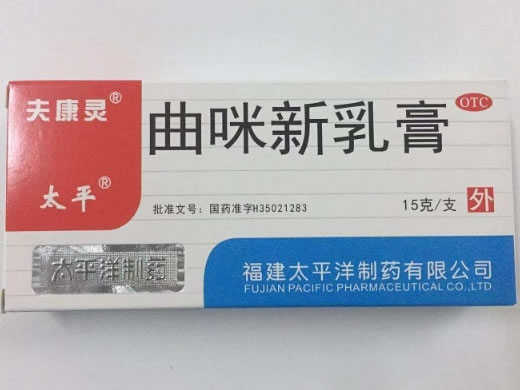 夫康灵®
太平®
曲咪新乳膏
OTC
批准文号：国药准字H35021283
15克/支
外
太平洋制药
福建太平洋制药有限公司
FUJIAN PACIFIC PHARMACEUTICAL CO.,LTD